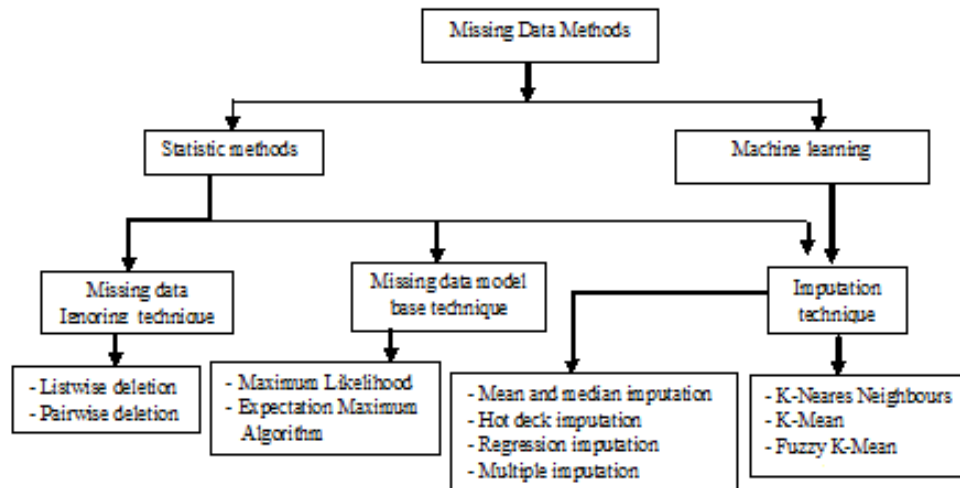 Missing Data Methods
Statistic methods
Machine learning
Missing data
Ignoring technique
Missing data model
base technique
Imputation
technique
- Listwise deletion
- Pairwise deletion
- Maximum Likelihood
- Expectation Maximum
Algorithm
- Mean and median imputation
- Hot deck imputation
- Regression imputation
- Multiple imputation
- K-Neares Neighbours
- K-Mean
- Fuzzy K-Mean